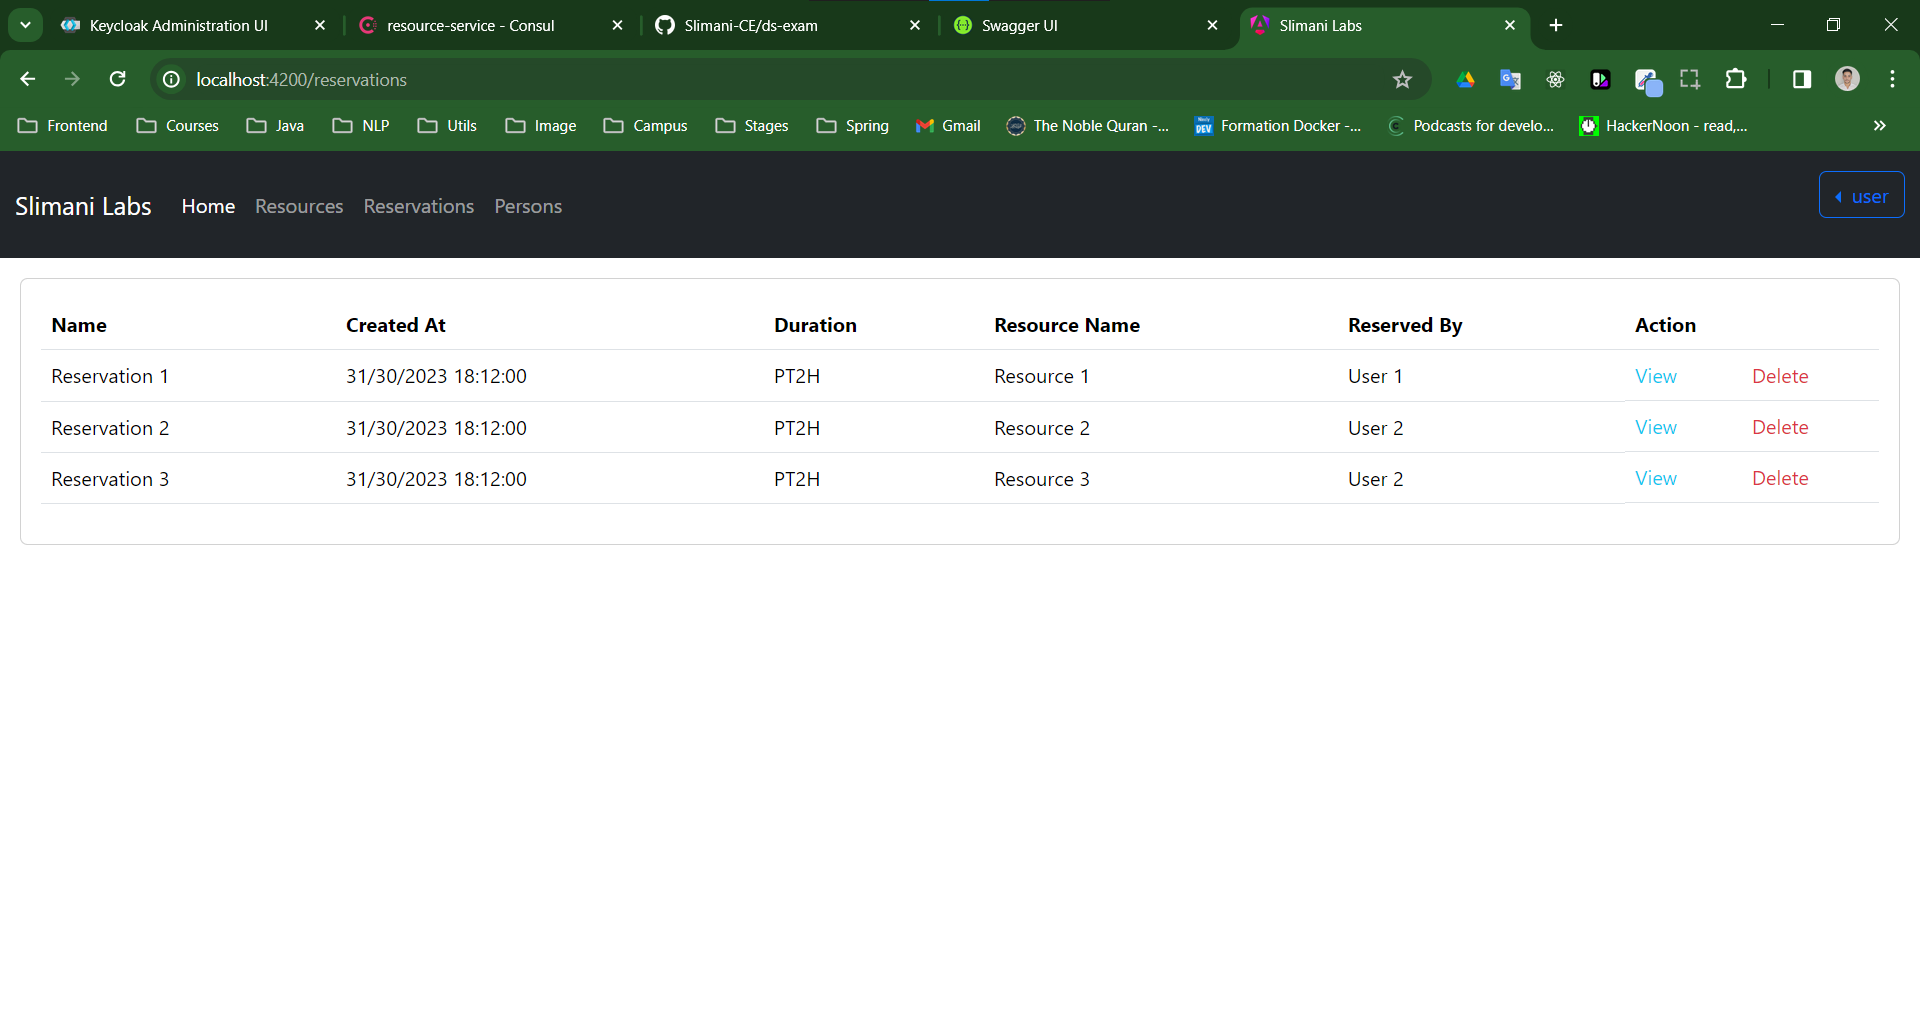 Keycloak Administration UI resource-service - Consul Slimani-CE/ds-exam Swagger UI Slimani Labs
localhost:4200/reservations
Frontend Courses Java NLP Utils Image Campus Stages Spring Gmail The Noble Quran -... Formation Docker -... Podcasts for develo... HackerNoon - read,...
Slimani Labs Home Resources Reservations Persons user
Name Created At Duration Resource Name Reserved By Action
Reservation 1 31/30/2023 18:12:00 PT2H Resource 1 User 1 View Delete
Reservation 2 31/30/2023 18:12:00 PT2H Resource 2 User 2 View Delete
Reservation 3 31/30/2023 18:12:00 PT2H Resource 3 User 2 View Delete